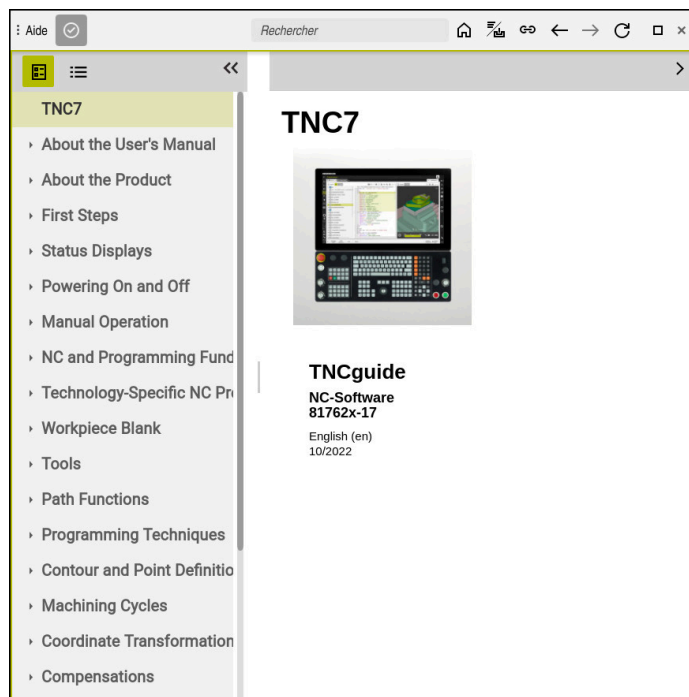 Aide
Rechercher
TNC7
About the User's Manual
About the Product
First Steps
Status Displays
Powering On and Off
Manual Operation
NC and Programming Fund
Technology-Specific NC Pr
Workpiece Blank
Tools
Path Functions
Programming Techniques
Contour and Point Definitio
Machining Cycles
Coordinate Transformation
Compensations
TNC7
TNCguide
NC-Software
81762x-17
English (en)
10/2022